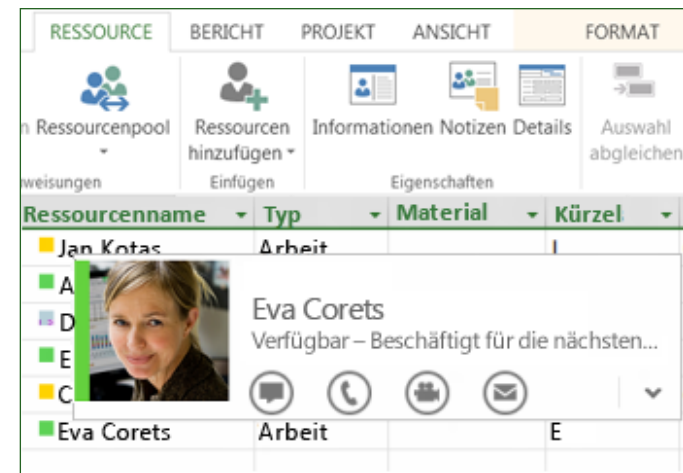 RESSOURCE BERICHT PROJEKT ANSICHT FORMAT
n Ressourcenpool Ressourcen hinzufügen Informationen Notizen Details Auswahl abgleichen
weisungen Einfügen Eigenschaften
Ressourcenname Typ Material Kürzel
Jan Kotas Arbeit J
A
D
E
C
Eva Corets
Verfügbar – Beschäftigt für die nächsten...
Eva Corets Arbeit E